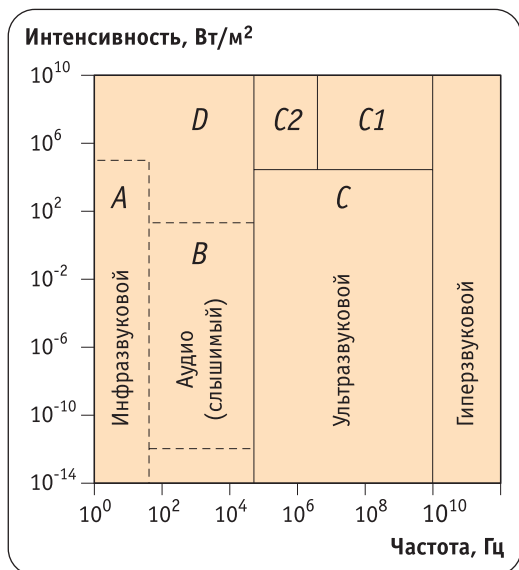 Интенсивность, Вт/м²
10¹⁰
10⁶
10²
10⁻²
10⁻⁶
10⁻¹⁰
10⁻¹⁴
D
C2
C1
A
C
B
Инфразвуковой
Аудио
(слышимый)
Ультразвуковой
Гиперзвуковой
10⁰
10²
10⁴
10⁶
10⁸
10¹⁰
Частота, Гц